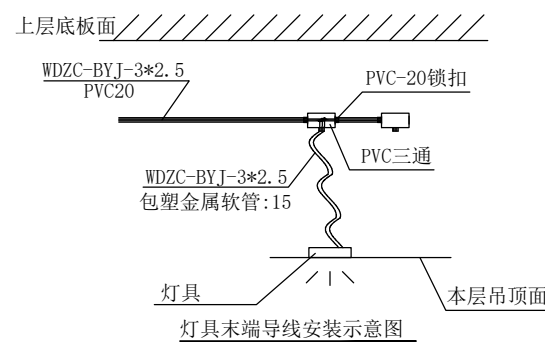 上层底板面
WDZC-BYJ-3*2.5
PVC20
PVC-20锁扣
PVC三通
WDZC-BYJ-3*2.5
包塑金属软管:15
灯具
本层吊顶面
灯具末端导线安装示意图